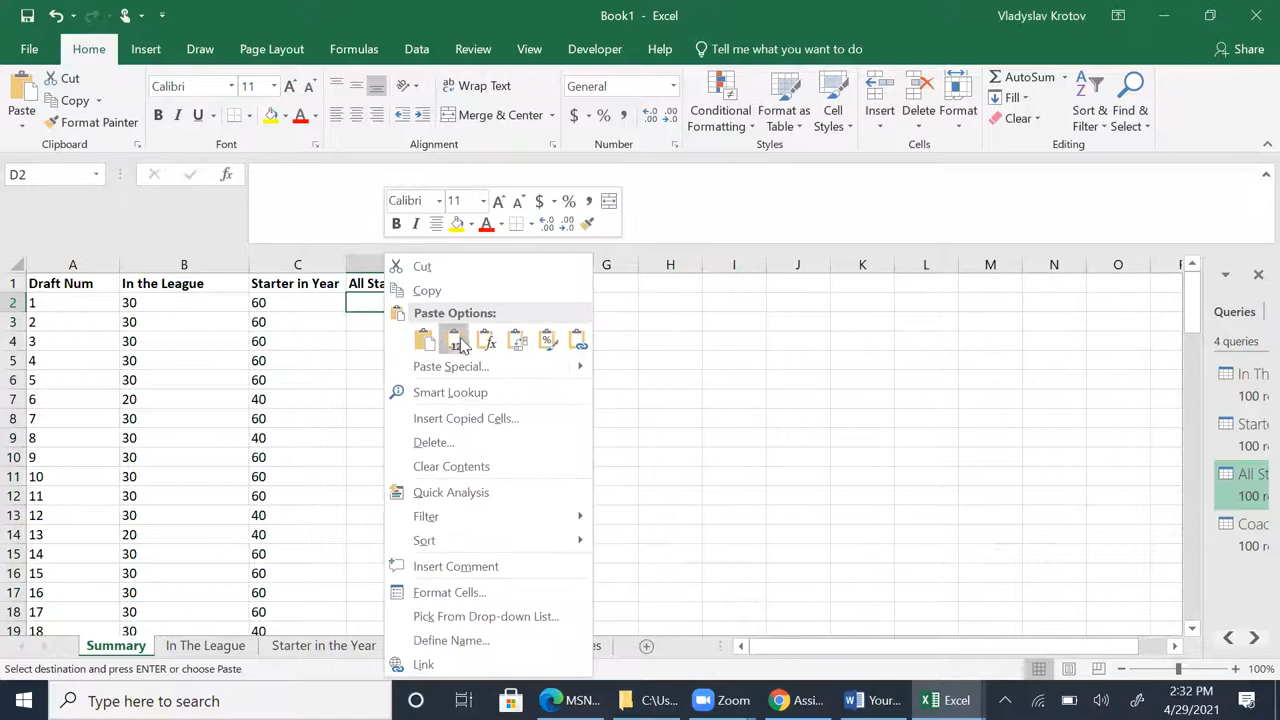 Book1 - Excel
Vladyslav Krotov
File Home Insert Draw Page Layout Formulas Data Review View Developer Help Tell me what you want to do Share
Paste
Cut
Copy
Format Painter
Clipboard
Calibri 11
B I U
Font
Wrap Text
Merge & Center
Alignment
General
$ % ,
Number
Conditional Formatting
Format as Table
Cell Styles
Styles
Insert
Delete
Format
Cells
AutoSum
Fill
Clear
Sort & Filter
Find & Select
Editing
D2
fx
Calibri 11 $ % ,
B I
A B C G H I J K L M N O
1 Draft Num In the League Starter in Year All Sta
2 1 30 60
3 2 30 60
4 3 30 60
5 4 30 60
6 5 30 60
7 6 20 40
8 7 30 60
9 8 30 40
10 9 30 60
11 10 30 60
12 11 30 60
13 12 30 40
14 13 20 40
15 14 30 60
16 15 30 60
17 16 30 60
18 17 30 60
19 18 30 40
Cut
Copy
Paste Options:
Paste Special...
Smart Lookup
Insert Copied Cells...
Delete...
Clear Contents
Quick Analysis
Filter
Sort
Insert Comment
Format Cells...
Pick From Drop-down List...
Define Name...
Link
Queries
4 queries
In Th
100 r
Starte
100 r
All St
100 r
Coac
100 r
Summary In The League Starter in the Year
Select destination and press ENTER or choose Paste
100%
Type here to search
MSN...
C:\Us...
Zoom
Assi...
Your...
Excel
2:32 PM
4/29/2021